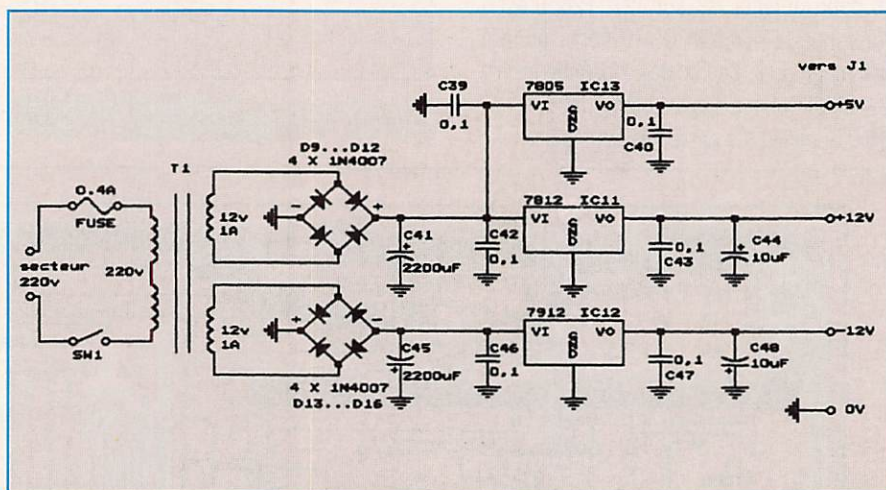 vers J1
C39
0,1
7805 IC13
VI GND VO
0,1
C40
+5V
D9...D12
4 X 1N4007
T1
0.4A
FUSE
secteur
220v
220v
SW1
12v
1A
+
C41
+
2200uF
C42
0,1
7812 IC11
VI GND VO
0,1
C43
+
C44
10uF
+12V
12v
1A
+
-
C45
+
2200uF
C46
0,1
7912 IC12
VI GND VO
0,1
C47
C48
+
10uF
-12V
4 X 1N4007
D13...D16
0V